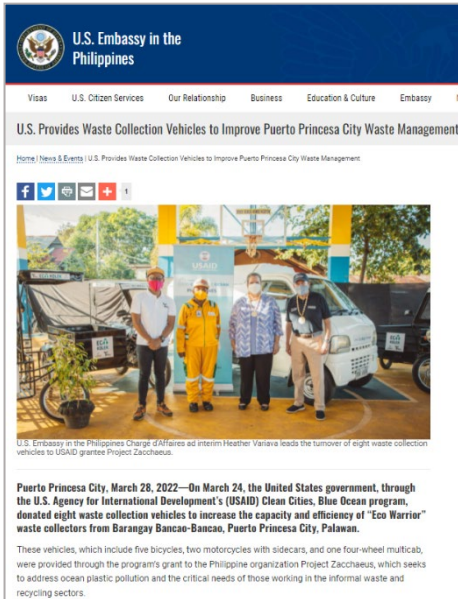 U.S. Embassy in the
Philippines
Visas U.S. Citizen Services Our Relationship Business Education & Culture Embassy
U.S. Provides Waste Collection Vehicles to Improve Puerto Princesa City Waste Management
Home | News & Events | U.S. Provides Waste Collection Vehicles to Improve Puerto Princesa City Waste Management
1
USAID
U.S. Embassy in the Philippines Chargé d'Affaires ad interim Heather Variava leads the turnover of eight waste collection
vehicles to USAID grantee Project Zacchaeus.
Puerto Princesa City, March 28, 2022—On March 24, the United States government, through
the U.S. Agency for International Development's (USAID) Clean Cities, Blue Ocean program,
donated eight waste collection vehicles to increase the capacity and efficiency of "Eco Warrior"
waste collectors from Barangay Bancao-Bancao, Puerto Princesa City, Palawan.
These vehicles, which include five bicycles, two motorcycles with sidecars, and one four-wheel multicab,
were provided through the program's grant to the Philippine organization Project Zacchaeus, which seeks
to address ocean plastic pollution and the critical needs of those working in the informal waste and
recycling sectors.